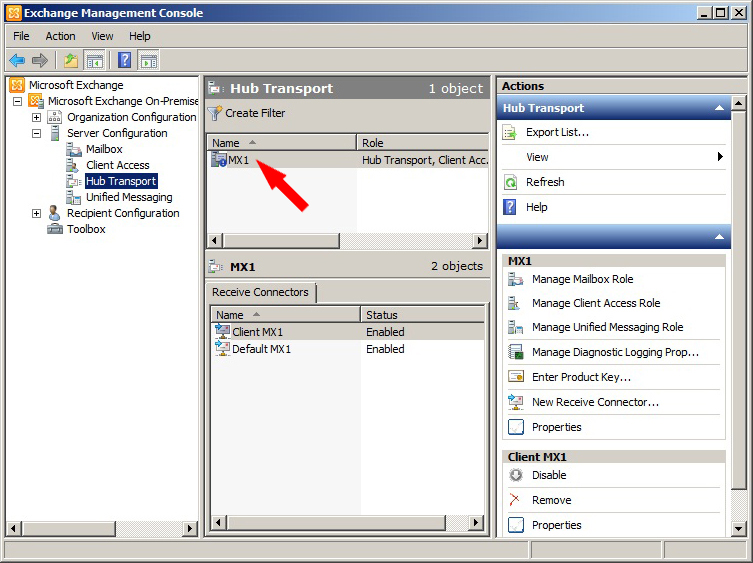 Exchange Management Console
File Action View Help
Microsoft Exchange
Microsoft Exchange On-Premise
Organization Configuration
Server Configuration
Mailbox
Client Access
Hub Transport
Unified Messaging
Recipient Configuration
Toolbox
Hub Transport 1 object
Create Filter
Name Role
MX1 Hub Transport, Client Acc...
MX1 2 objects
Receive Connectors
Name Status
Client MX1 Enabled
Default MX1 Enabled
Actions
Hub Transport
Export List...
View
Refresh
Help
MX1
Manage Mailbox Role
Manage Client Access Role
Manage Unified Messaging Role
Manage Diagnostic Logging Prop...
Enter Product Key...
New Receive Connector...
Properties
Client MX1
Disable
Remove
Properties